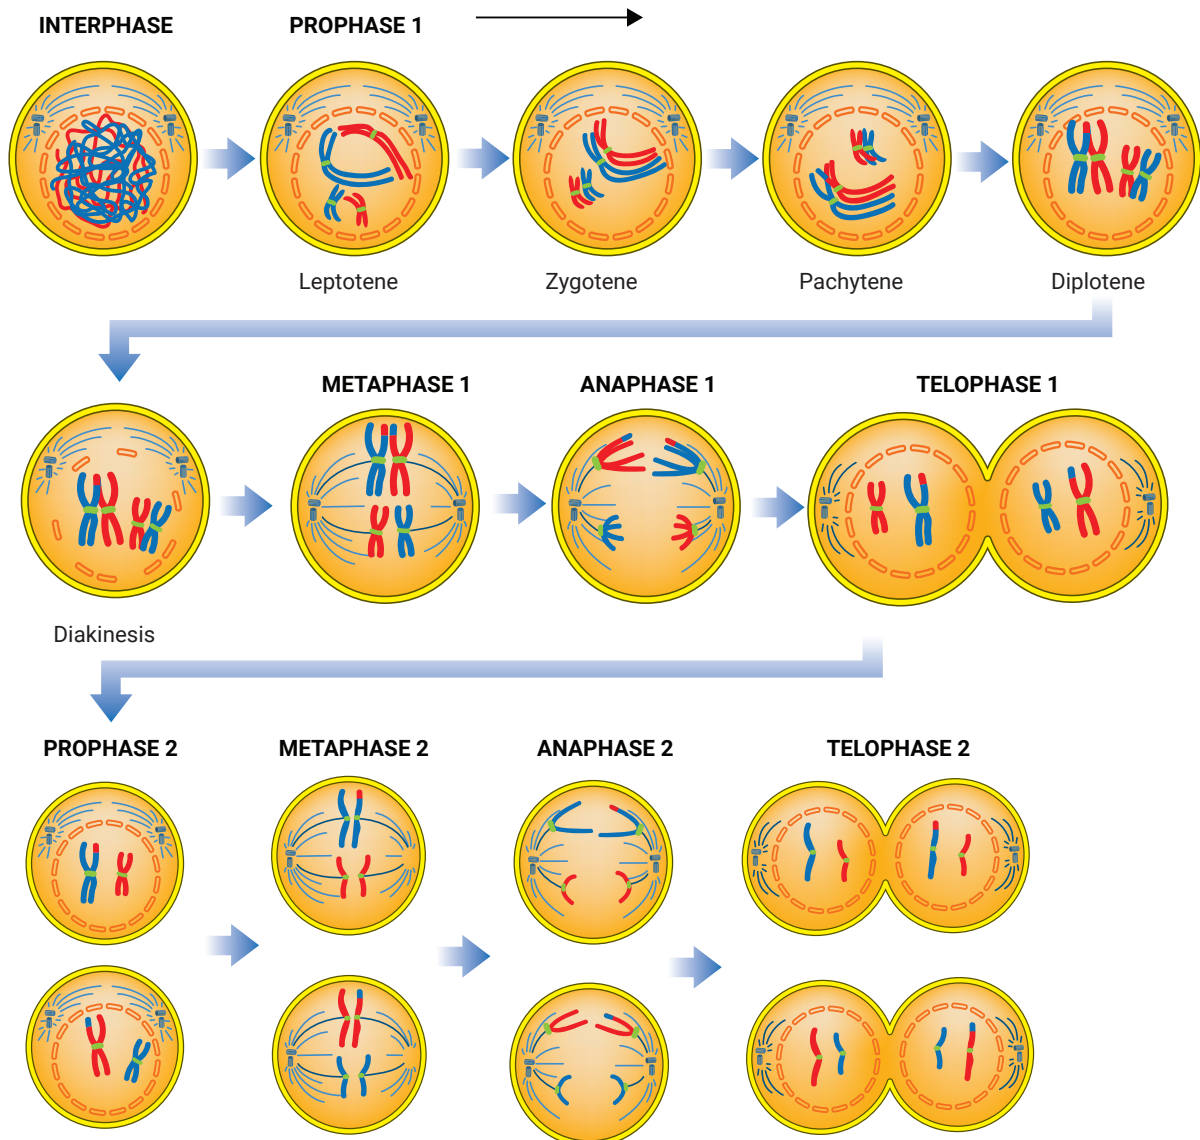 INTERPHASE
PROPHASE 1
Leptotene
Zygotene
Pachytene
Diplotene
METAPHASE 1
ANAPHASE 1
TELOPHASE 1
Diakinesis
PROPHASE 2
METAPHASE 2
ANAPHASE 2
TELOPHASE 2